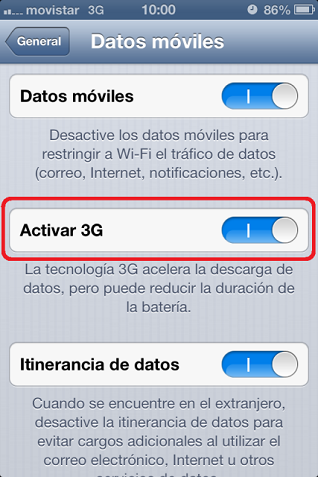 movistar 3G 10:00 86%
General Datos móviles
Datos móviles
Desactive los datos móviles para
restringir a Wi-Fi el tráfico de datos
(correo, Internet, notificaciones, etc.).
Activar 3G
La tecnología 3G acelera la descarga de
datos, pero puede reducir la duración de
la batería.
Itinerancia de datos
Cuando se encuentre en el extranjero,
desactive la itinerancia de datos para
evitar cargos adicionales al utilizar el
correo electrónico, Internet u otros
servicios de datos.